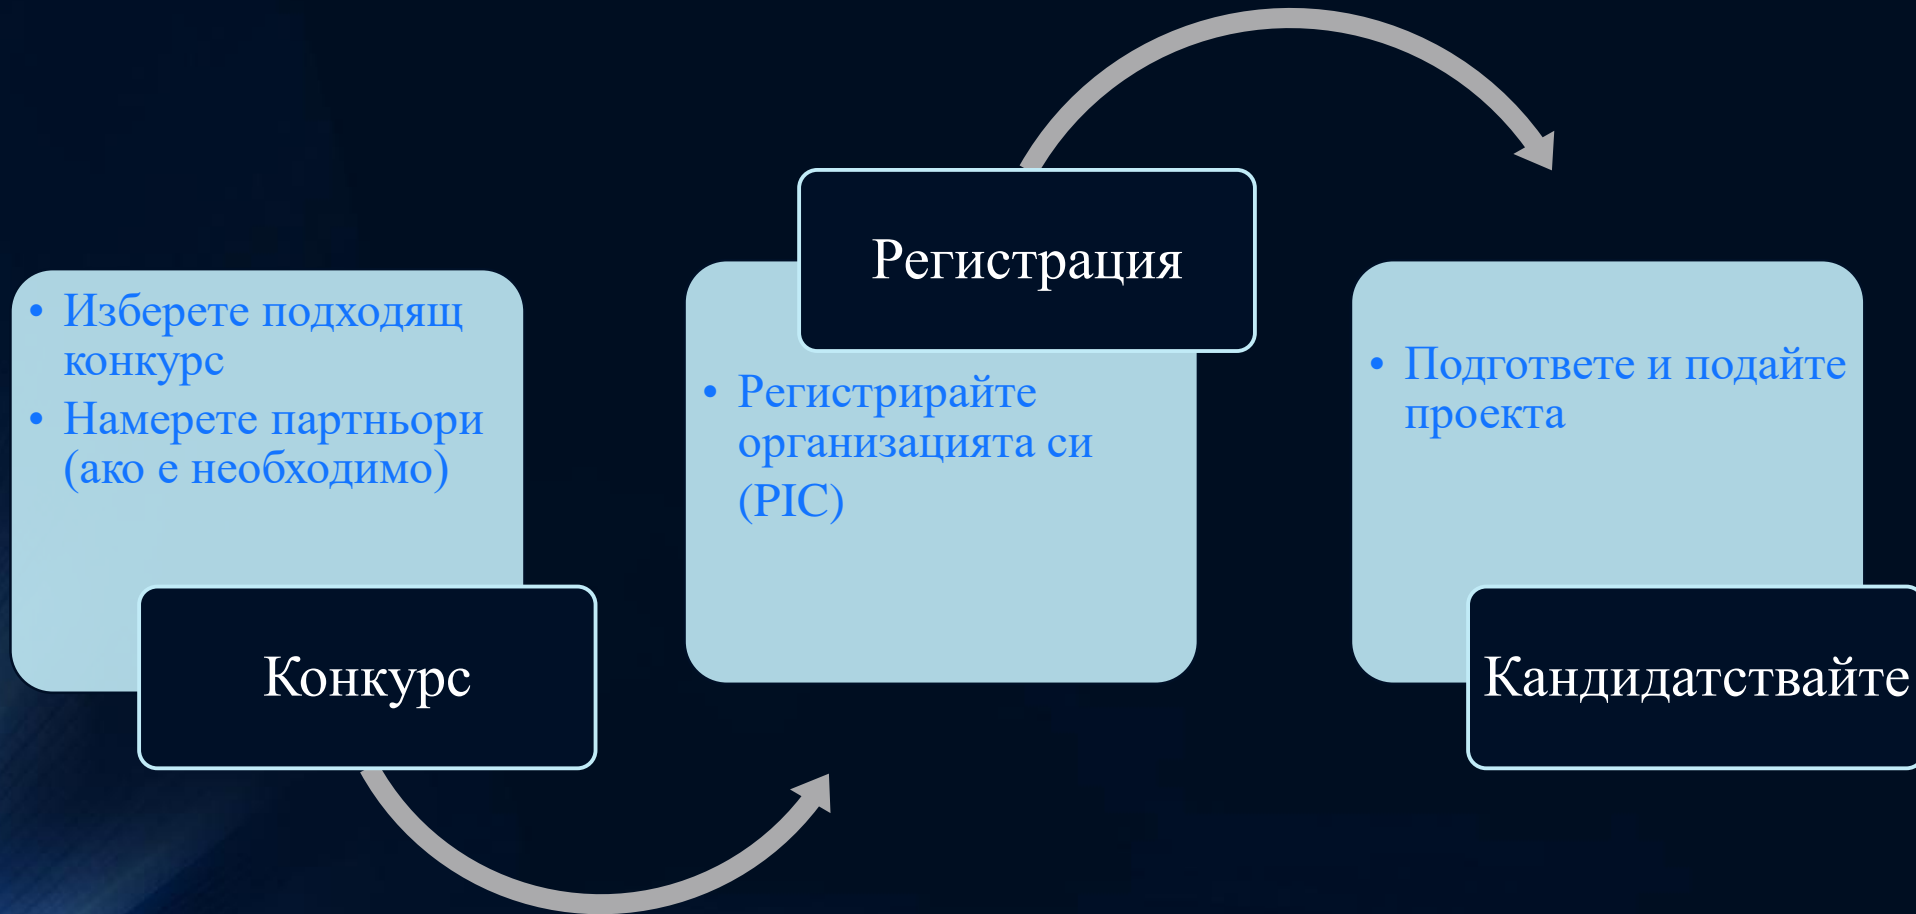 • Изберете подходящ
конкурс
• Намерете партньори
(ако е необходимо)
Конкурс
Регистрация
• Регистрирайте
организацията си
(PIC)
• Подгответе и подайте
проекта
Кандидатствайте